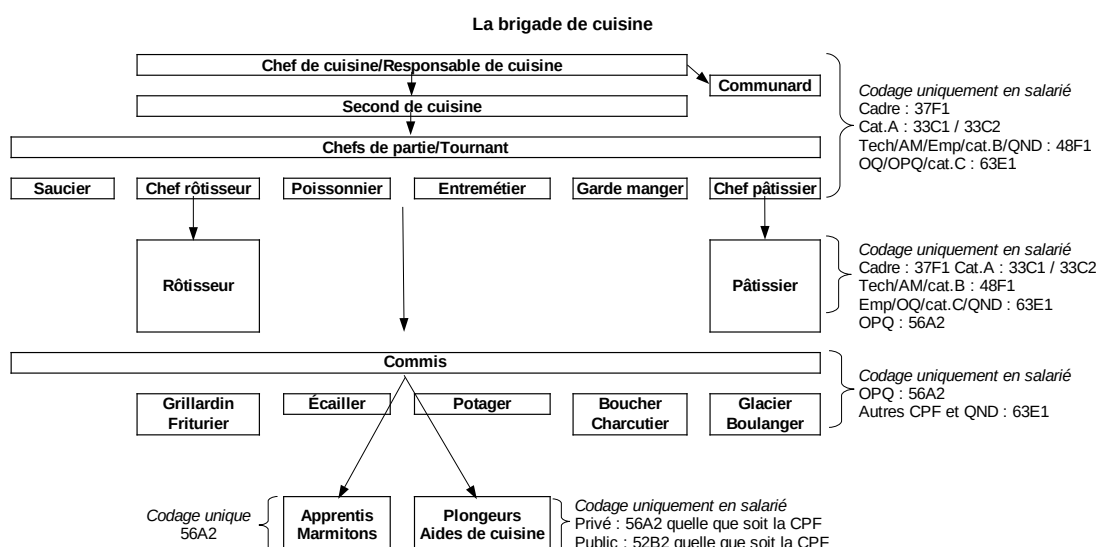 La brigade de cuisine
Chef de cuisine/Responsable de cuisine
Communard
Second de cuisine
Chefs de partie/Tournant
Codage uniquement en salarié
Cadre : 37F1
Cat.A : 33C1 / 33C2
Tech/AM/Emp/cat.B/QND : 48F1
OQ/OPQ/cat.C : 63E1
Saucier
Chef rôtisseur
Poissonnier
Entremétier
Garde manger
Chef pâtissier
Rôtisseur
Pâtissier
Codage uniquement en salarié
Cadre : 37F1 Cat.A : 33C1 / 33C2
Tech/AM/cat.B : 48F1
Emp/OQ/cat.C/QND : 63E1
OPQ : 56A2
Commis
Codage uniquement en salarié
OPQ : 56A2
Autres CPF et QND : 63E1
Grillardin
Friturier
Écailler
Potager
Boucher
Charcutier
Glacier
Boulanger
Codage unique
56A2
Apprentis
Marmitons
Plongeurs
Aides de cuisine
Codage uniquement en salarié
Privé : 56A2 quelle que soit la CPF
Public : 52B2 quelle que soit la CPF